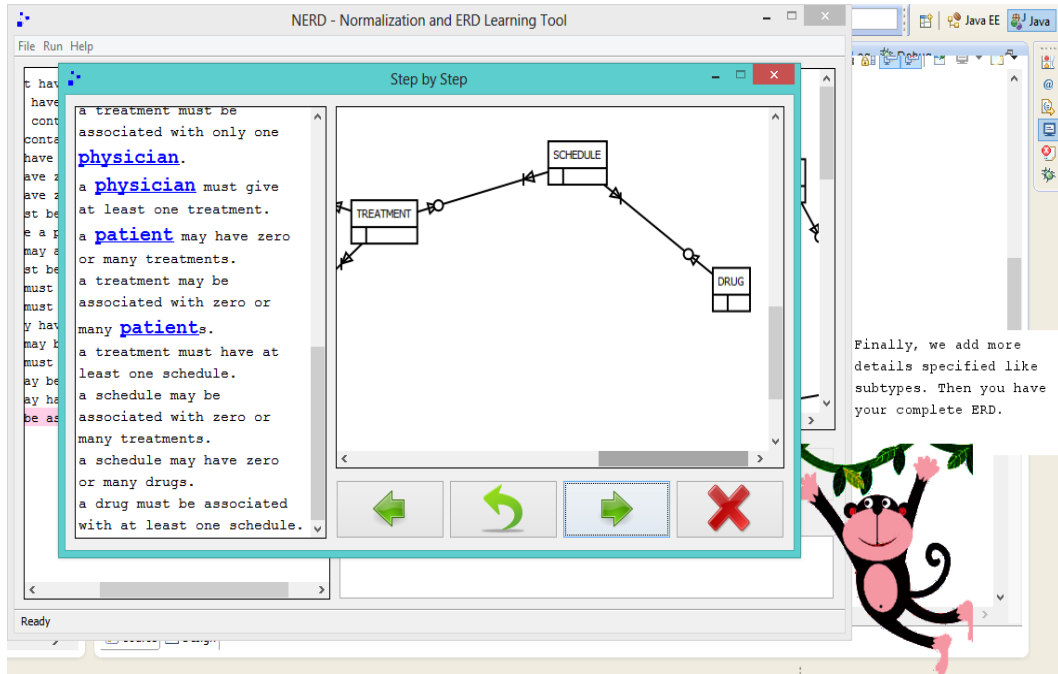 NERD - Normalization and ERD Learning Tool
Java EE
Java
File Run Help
Step by Step
a treatment must be
associated with only one
physician.
a physician must give
at least one treatment.
a patient may have zero
or many treatments.
a treatment may be
associated with zero or
many patients.
a treatment must have at
least one schedule.
a schedule may be
associated with zero or
many treatments.
a schedule may have zero
or many drugs.
a drug must be associated
with at least one schedule.
SCHEDULE
TREATMENT
DRUG
Finally, we add more
details specified like
subtypes. Then you have
your complete ERD.
Ready